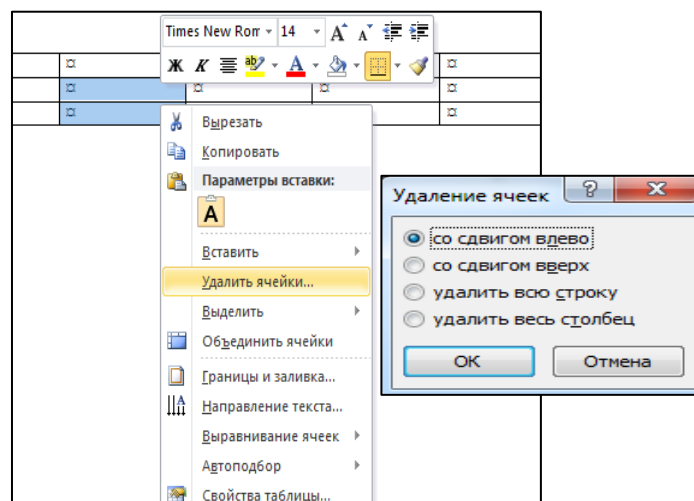 Times New Ror 14 А А
Ж К ab A
¤ ¤
¤ ¤ ¤ ¤
¤ ¤
Вырезать
Копировать
Параметры вставки:
A
Вставить
Удалить ячейки...
Выделить
Объединить ячейки
Границы и заливка...
Направление текста...
Выравнивание ячеек
Автоподбор
Свойства таблицы...
Удаление ячеек ? X
со сдвигом влево
со сдвигом вверх
удалить всю строку
удалить весь столбец
ОК Отмена